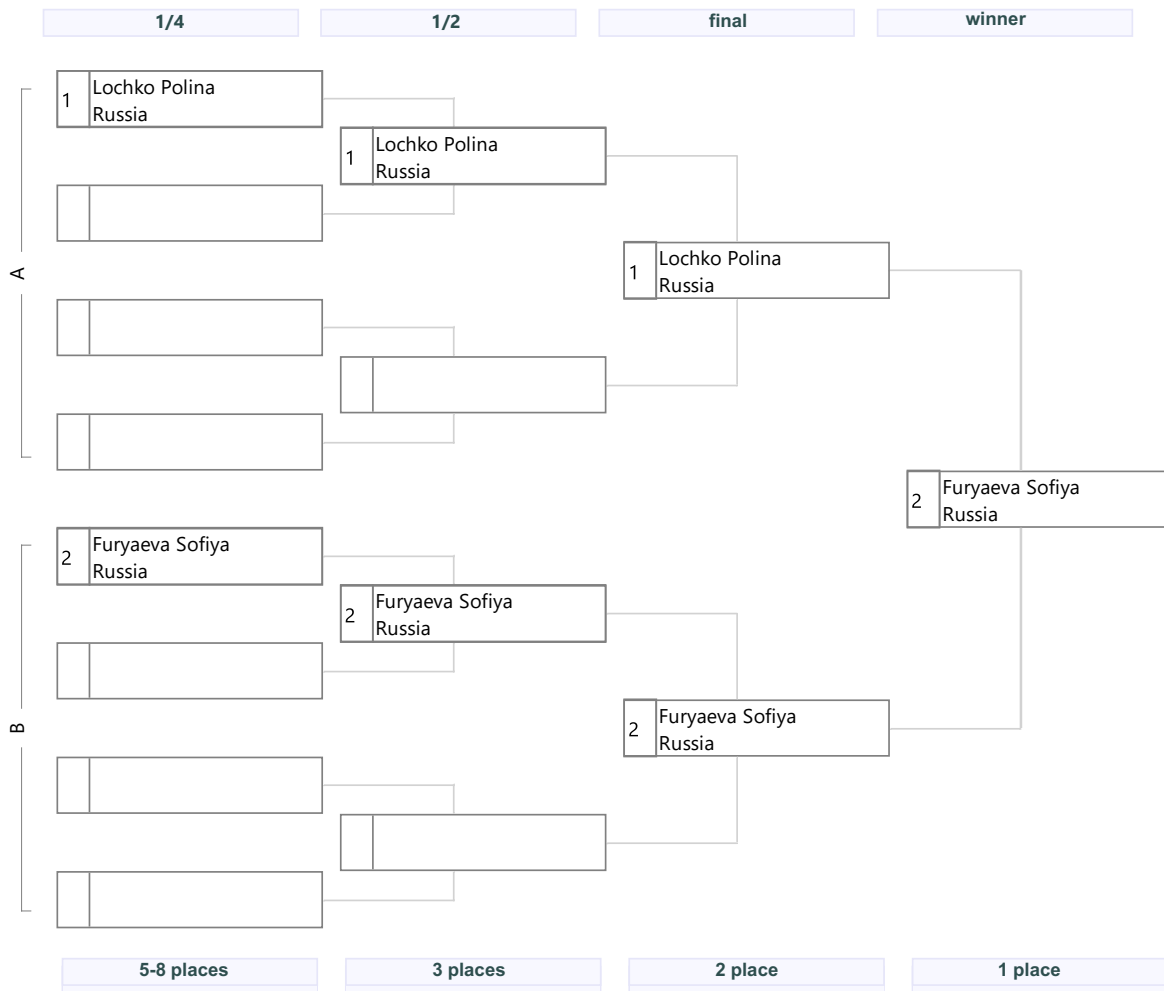 1/4
1/2
final
winner
1
Lochko Polina
Russia
1
Lochko Polina
Russia
A
1
Lochko Polina
Russia
2
Furyaeva Sofiya
Russia
2
Furyaeva Sofiya
Russia
2
Furyaeva Sofiya
Russia
B
2
Furyaeva Sofiya
Russia
5-8 places
3 places
2 place
1 place